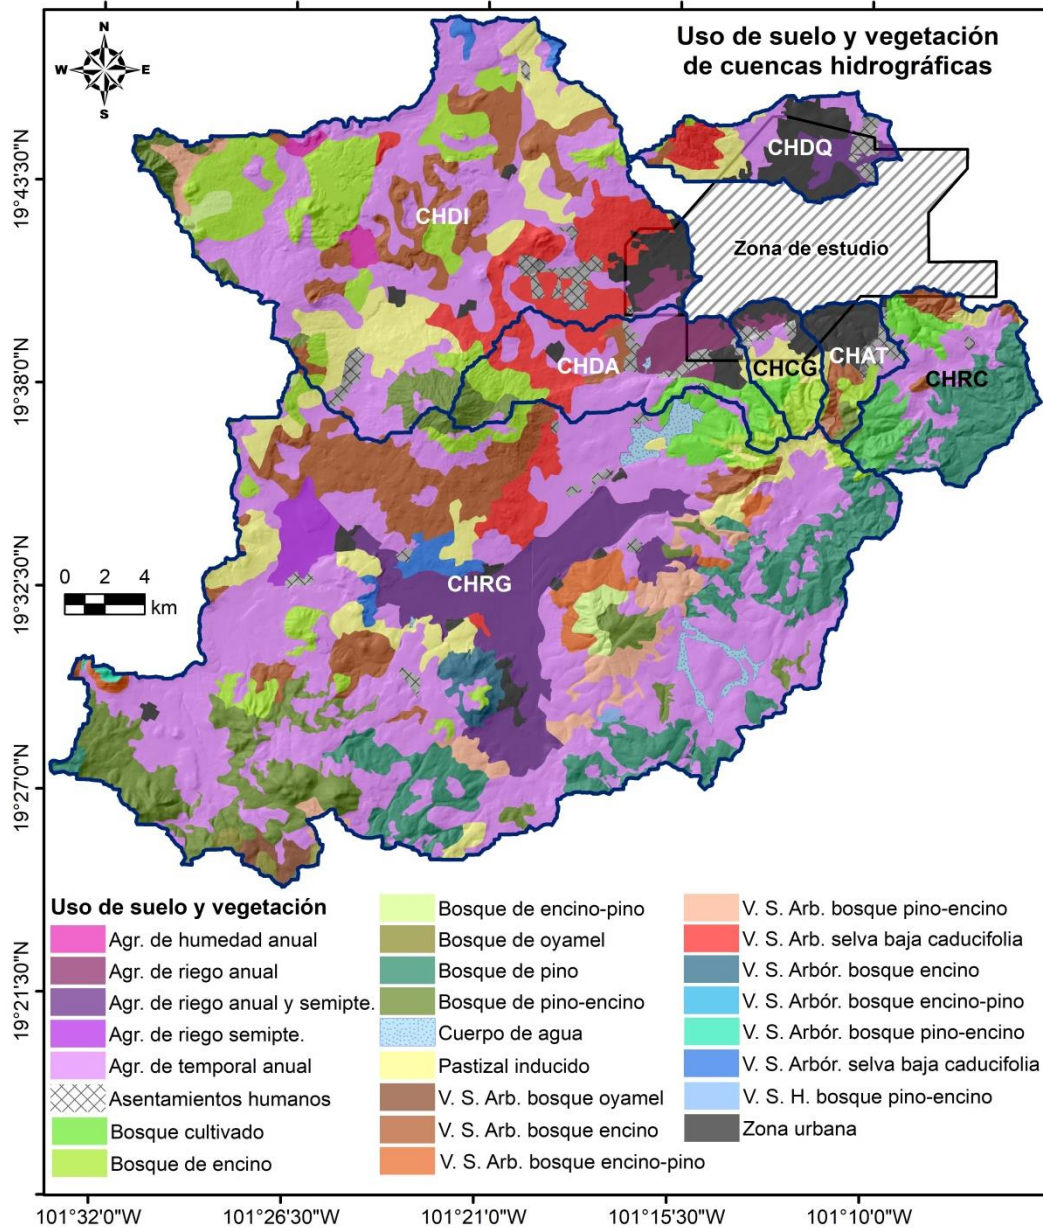 Uso de suelo y vegetación
de cuencas hidrográficas
N
W
E
S
19°43'30"N
19°38'0"N
19°32'30"N
19°27'0"N
19°21'30"N
CHDQ
CHDI
Zona de estudio
CHDA
CHCG
CHAT
CHRC
CHRG
0 2 4
km
Uso de suelo y vegetación
Agr. de humedad anual
Agr. de riego anual
Agr. de riego anual y semipte.
Agr. de riego semipte.
Agr. de temporal anual
Asentamientos humanos
Bosque cultivado
Bosque de encino
Bosque de encino-pino
Bosque de oyamel
Bosque de pino
Bosque de pino-encino
Cuerpo de agua
Pastizal inducido
V. S. Arb. bosque oyamel
V. S. Arb. bosque encino
V. S. Arb. bosque encino-pino
V. S. Arb. bosque pino-encino
V. S. Arb. selva baja caducifolia
V. S. Arbór. bosque encino
V. S. Arbór. bosque encino-pino
V. S. Arbór. bosque pino-encino
V. S. Arbór. selva baja caducifolia
V. S. H. bosque pino-encino
Zona urbana
101°32'0"W
101°26'30"W
101°21'0"W
101°15'30"W
101°10'0"W